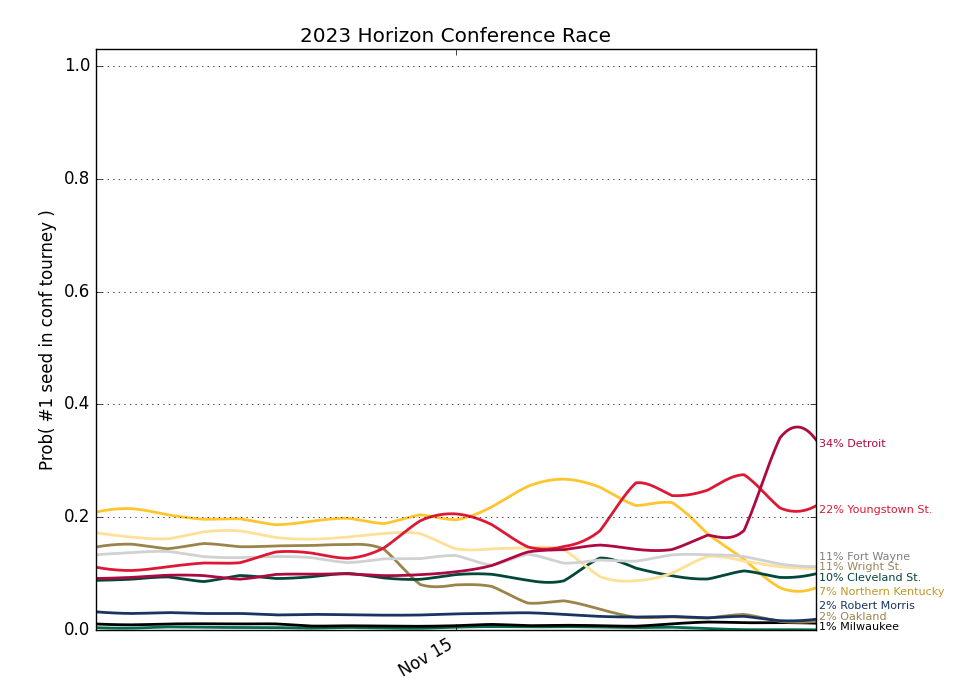 2023 Horizon Conference Race
Prob( #1 seed in conf tourney )
1.0
0.8
0.6
0.4
0.2
0.0
Nov 15
34% Detroit
22% Youngstown St.
11% Fort Wayne
11% Wright St.
10% Cleveland St.
7% Northern Kentucky
2% Robert Morris
2% Oakland
1% Milwaukee